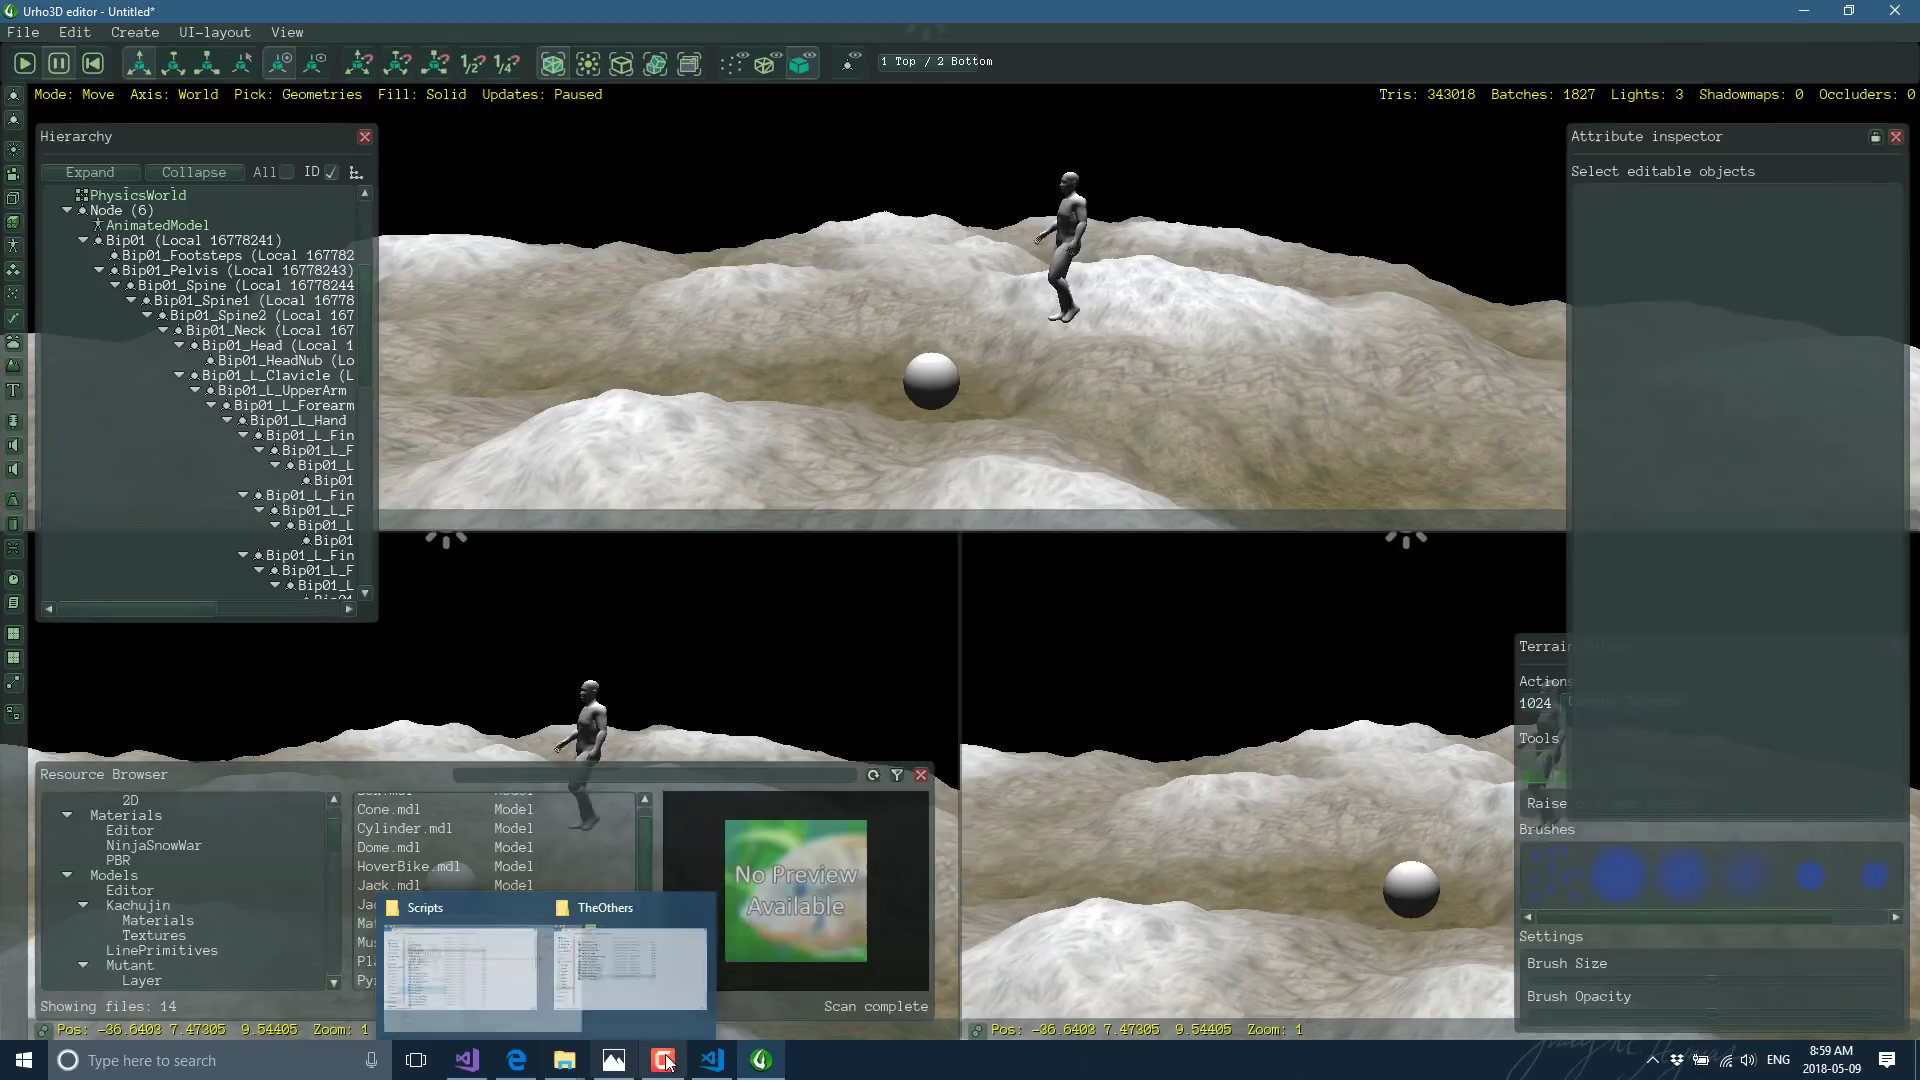 Urho3D editor - Untitled*
File Edit Create UI-layout View
1/2? 1/4? 1 Top / 2 Bottom
Mode: Move Axis: World Pick: Geometries Fill: Solid Updates: Paused
Tris: 343018 Batches: 1827 Lights: 3 Shadowmaps: 0 Occluders: 0
Hierarchy
Expand Collapse All ID
PhysicsWorld
Node (6)
AnimatedModel
Bip01 (Local 16778241)
Bip01_Footsteps (Local 167782
Bip01_Pelvis (Local 16778243)
Bip01_Spine (Local 16778244
Bip01_Spine1 (Local 16778
Bip01_Spine2 (Local 167
Bip01_Neck (Local 167
Bip01_Head (Local 1
Bip01_HeadNub (Lo
Bip01_L_Clavicle (L
Bip01_L_UpperArm
Bip01_L_Forearm
Bip01_L_Hand
Bip01_L_Fin
Bip01_L_F
Bip01_L
Bip01
Bip01_L_Fin
Bip01_L_F
Bip01_L
Bip01
Bip01_L_Fin
Bip01_L_F
Bip01_L
Attribute inspector
Select editable objects
Resource Browser
2D
Materials
Editor
NinjaSnowWar
PBR
Models
Editor
Kachujin
Materials
Textures
LinePrimitives
Mutant
Layer
Cone.mdl Model
Cylinder.mdl Model
Dome.mdl Model
HoverBike.mdl Model
Jack.mdl Model
No Preview
Available
Showing files: 14
Scan complete
Scripts
TheOthers
Terrain
Actions
1024
Tools
Raise
Brushes
Settings
Brush Size
Brush Opacity
Pos: -36.6403 7.47305 9.54405 Zoom: 1
Pos: -36.6403 7.47305 9.54405 Zoom: 1
Type here to search
ENG
8:59 AM
2018-05-09